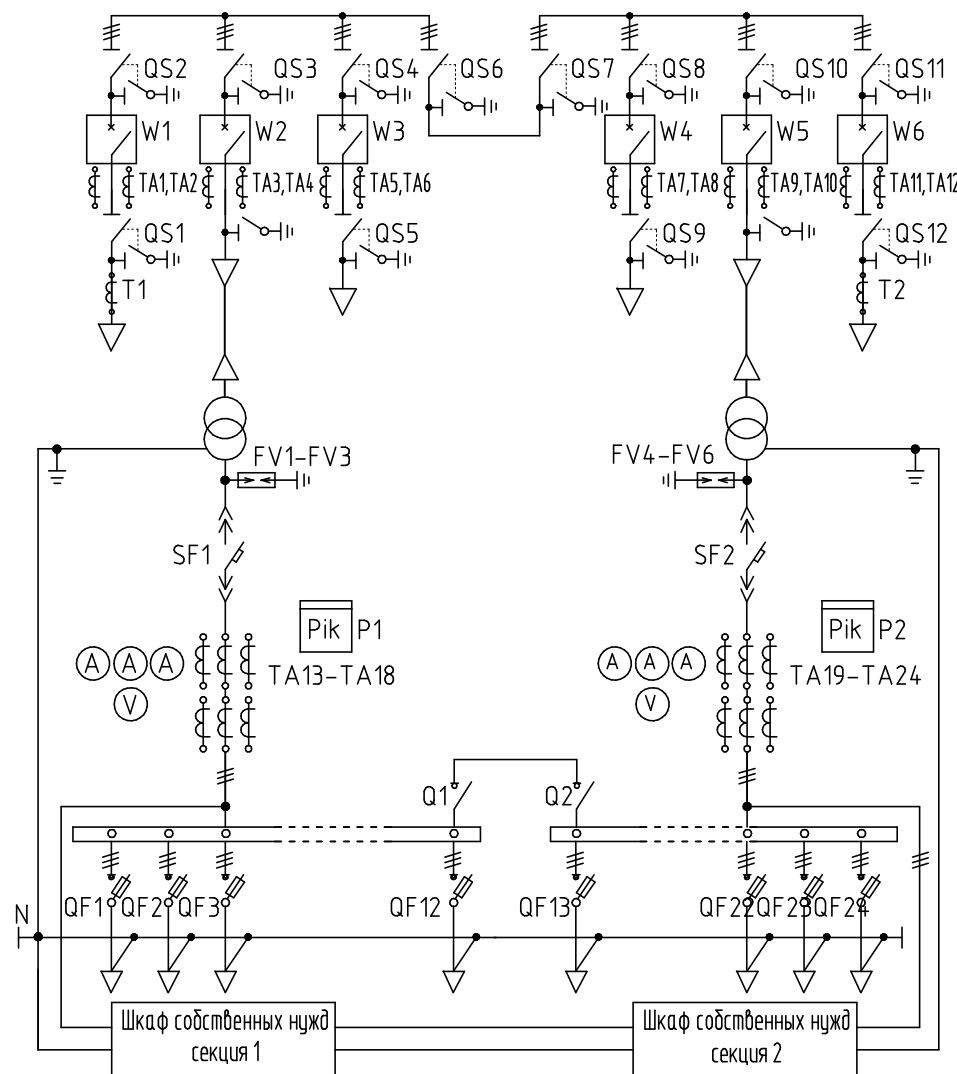 QS2
QS3
QS4
QS6
QS7
QS8
QS10
QS11
W1
W2
W3
W4
W5
W6
TA1,TA2
TA3,TA4
TA5,TA6
TA7,TA8
TA9,TA10
TA11,TA12
QS1
QS5
QS9
QS12
T1
T2
FV1-FV3
FV4-FV6
SF1
SF2
Pik
P1
Pik
P2
A
A
A
TA13-TA18
A
A
A
TA19-TA24
V
V
Q1
Q2
QF1
QF2
QF3
QF12
QF13
QF22
QF23
QF24
N
Шкаф собственных нужд
секция 1
Шкаф собственных нужд
секция 2